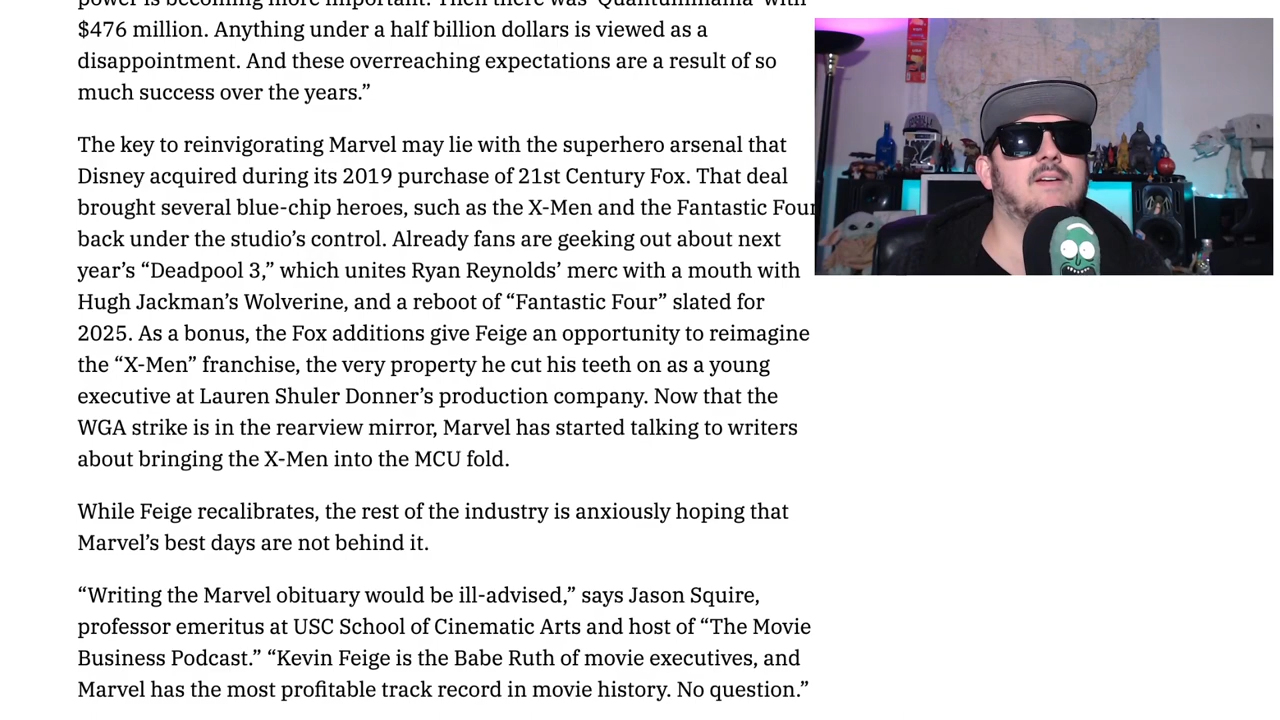 power is becoming more important. Then there was ‘Quantumania’ with
$476 million. Anything under a half billion dollars is viewed as a
disappointment. And these overreaching expectations are a result of so
much success over the years.”
The key to reinvigorating Marvel may lie with the superhero arsenal that
Disney acquired during its 2019 purchase of 21st Century Fox. That deal
brought several blue-chip heroes, such as the X-Men and the Fantastic Four
back under the studio’s control. Already fans are geeking out about next
year’s “Deadpool 3,” which unites Ryan Reynolds’ merc with a mouth with
Hugh Jackman’s Wolverine, and a reboot of “Fantastic Four” slated for
2025. As a bonus, the Fox additions give Feige an opportunity to reimagine
the “X-Men” franchise, the very property he cut his teeth on as a young
executive at Lauren Shuler Donner’s production company. Now that the
WGA strike is in the rearview mirror, Marvel has started talking to writers
about bringing the X-Men into the MCU fold.
While Feige recalibrates, the rest of the industry is anxiously hoping that
Marvel’s best days are not behind it.
“Writing the Marvel obituary would be ill-advised,” says Jason Squire,
professor emeritus at USC School of Cinematic Arts and host of “The Movie
Business Podcast.” “Kevin Feige is the Babe Ruth of movie executives, and
Marvel has the most profitable track record in movie history. No question.”